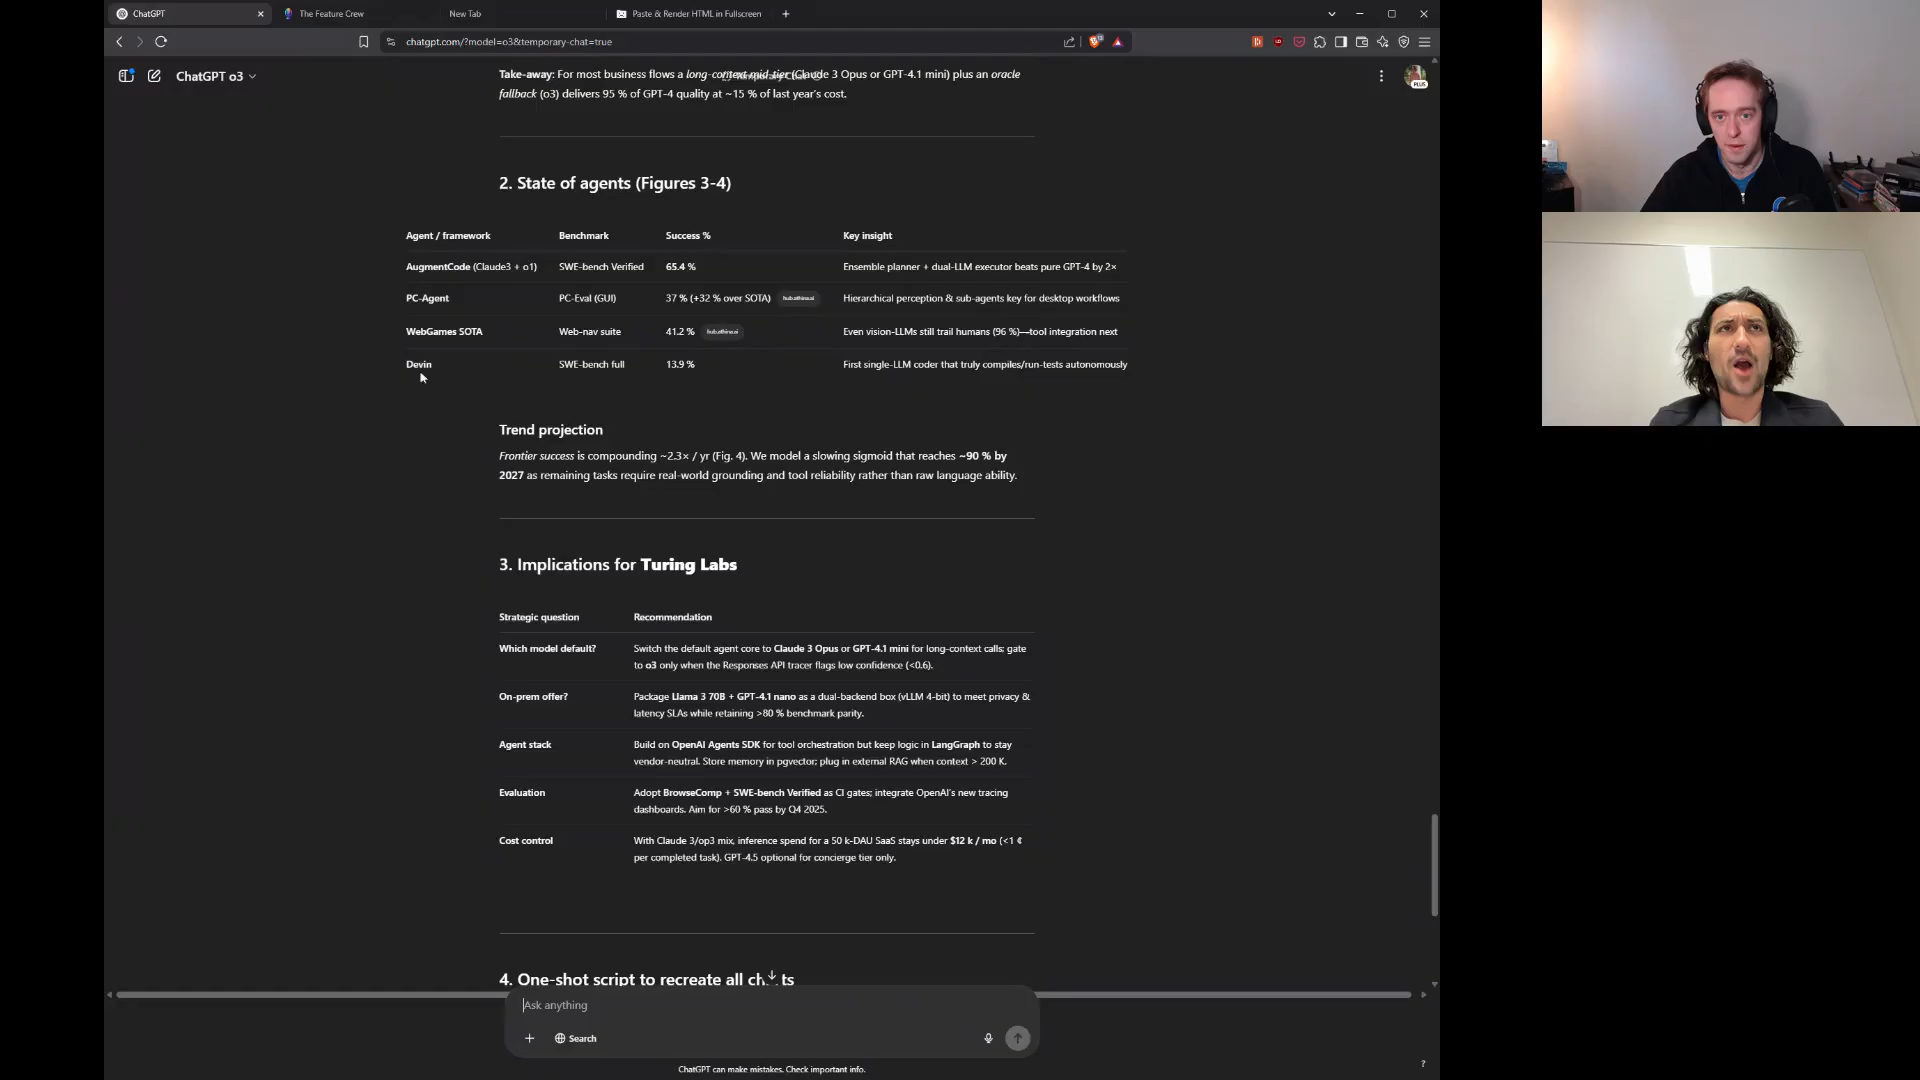 ChatGPT
The Feature Crew
New Tab
Paste & Render HTML in Fullscreen
chatgpt.com/?model=o3&temporary-chat=true
ChatGPT o3
PLUS
Take-away: For most business flows a long-context mid-tier (Claude 3 Opus or GPT-4.1 mini) plus an oracle
fallback (o3) delivers 95 % of GPT-4 quality at ~15 % of last year's cost.
2. State of agents (Figures 3-4)
Agent / framework Benchmark Success % Key insight
AugmentCode (Claude3 + o1) SWE-bench Verified 65.4 % Ensemble planner + dual-LLM executor beats pure GPT-4 by 2×
PC-Agent PC-Eval (GUI) 37 % (+32 % over SOTA) hub.athina.ai Hierarchical perception & sub-agents key for desktop workflows
WebGames SOTA Web-nav suite 41.2 % hub.athina.ai Even vision-LLMs still trail humans (96 %)—tool integration next
Devin SWE-bench full 13.9 % First single-LLM coder that truly compiles/run-tests autonomously
Trend projection
Frontier success is compounding ~2.3× / yr (Fig. 4). We model a slowing sigmoid that reaches ~90 % by
2027 as remaining tasks require real-world grounding and tool reliability rather than raw language ability.
3. Implications for Turing Labs
Strategic question Recommendation
Which model default? Switch the default agent core to Claude 3 Opus or GPT-4.1 mini for long-context calls; gate
to o3 only when the Responses API tracer flags low confidence (<0.6).
On-prem offer? Package Llama 3 70B + GPT-4.1 nano as a dual-backend box (vLLM 4-bit) to meet privacy &
latency SLAs while retaining >80 % benchmark parity.
Agent stack Build on OpenAI Agents SDK for tool orchestration but keep logic in LangGraph to stay
vendor-neutral. Store memory in pgvector; plug in external RAG when context > 200 K.
Evaluation Adopt BrowseComp + SWE-bench Verified as CI gates; integrate OpenAI's new tracing
dashboards. Aim for >60 % pass by Q4 2025.
Cost control With Claude 3/op3 mix, inference spend for a 50 k-DAU SaaS stays under $12 k / mo (<1 ¢
per completed task). GPT-4.5 optional for concierge tier only.
4. One-shot script to recreate all charts
Ask anything
Search
ChatGPT can make mistakes. Check important info.
?